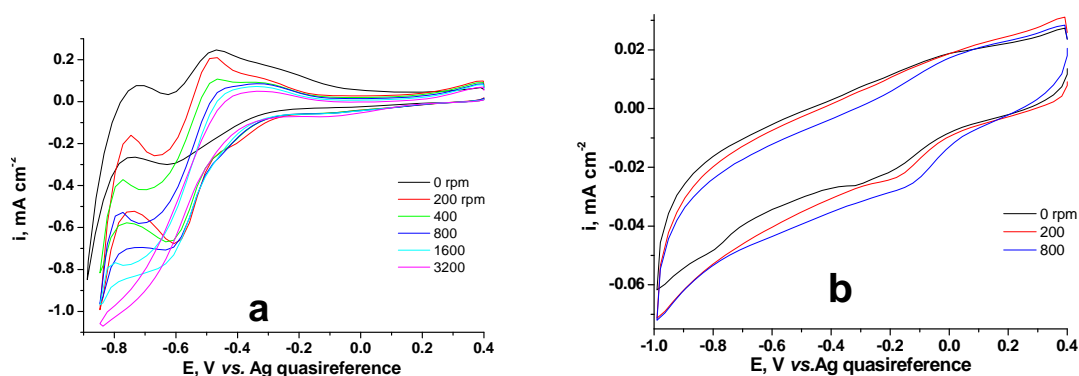 0.2
0.0
-0.2
-0.4
-0.6
-0.8
-1.0
i, mA cm-2
-0.8 -0.6 -0.4 -0.2 0.0 0.2 0.4
E, V vs. Ag quasireference
0 rpm
200 rpm
400
800
1600
3200
a
0.02
0.00
-0.02
-0.04
-0.06
i, mA cm-2
-1.0 -0.8 -0.6 -0.4 -0.2 0.0 0.2 0.4
E, V vs.Ag quasireference
0 rpm
200
800
b